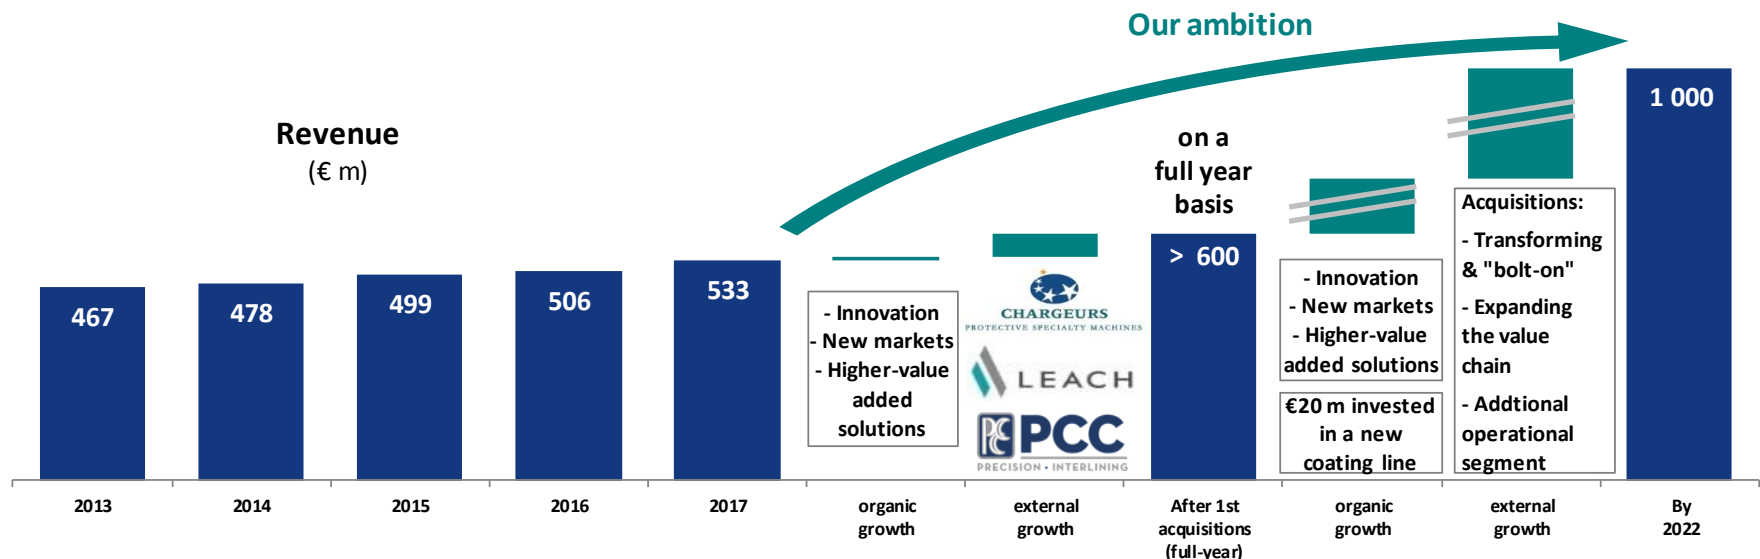 Our ambition
Revenue
(€ m)
467
478
499
506
533
- Innovation
- New markets
- Higher-value
added
solutions
CHARGEURS
PROTECTIVE SPECIALTY MACHINES
LEACH
PCC
PCC
PRECISION • INTERLINING
on a
full year
basis
> 600
- Innovation
- New markets
- Higher-value
added solutions
€20 m invested
in a new
coating line
Acquisitions:
- Transforming
& "bolt-on"
- Expanding
the value
chain
- Addtional
operational
segment
1 000
2013
2014
2015
2016
2017
organic
growth
external
growth
After 1st
acquisitions
(full-year)
organic
growth
external
growth
By
2022